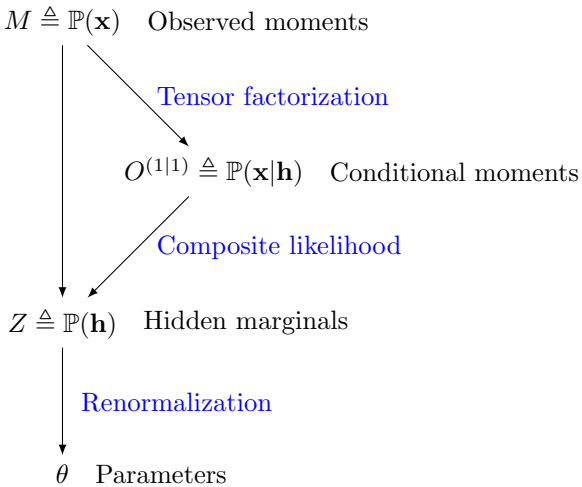 M ≜ ℙ(𝐱) Observed moments
Tensor factorization
O^{(1|1)} ≜ ℙ(𝐱|𝐡) Conditional moments
Composite likelihood
Z ≜ ℙ(𝐡) Hidden marginals
Renormalization
θ Parameters